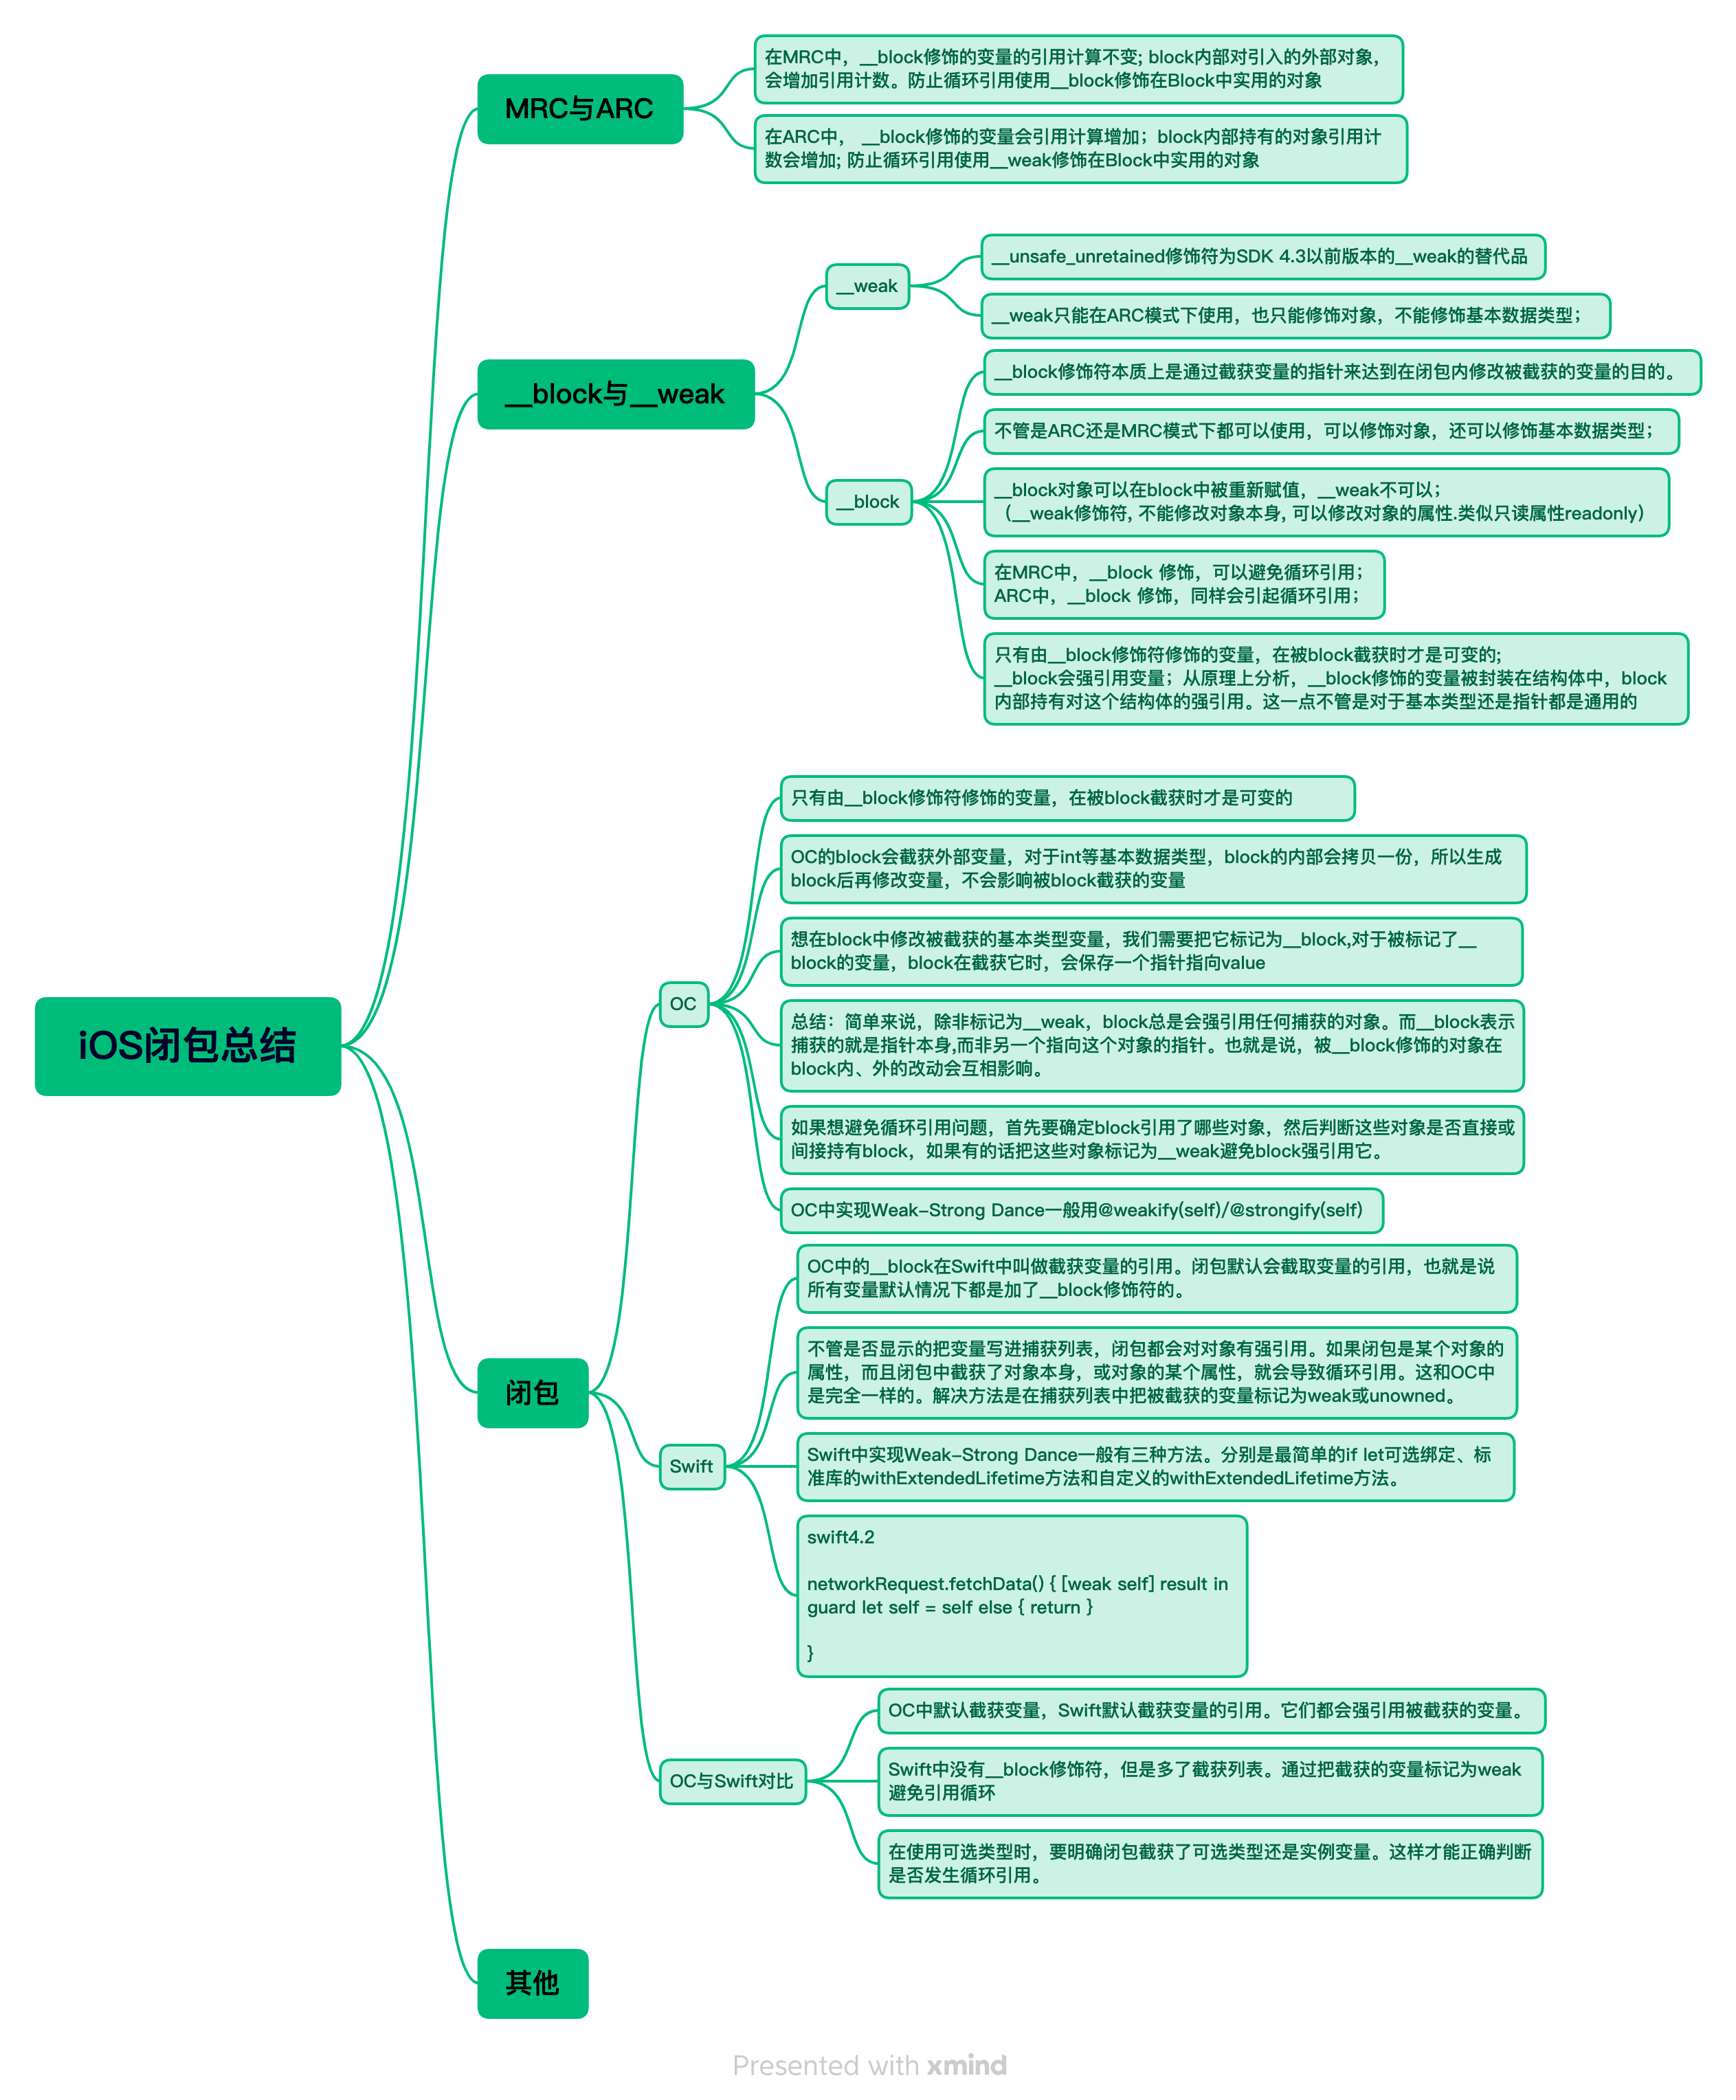 iOS闭包总结
MRC与ARC
在MRC中，__block修饰的变量的引用计算不变; block内部对引入的外部对象，
会增加引用计数。防止循环引用使用__block修饰在Block中实用的对象
在ARC中， __block修饰的变量会引用计算增加；block内部持有的对象引用计
数会增加; 防止循环引用使用__weak修饰在Block中实用的对象
__block与__weak
__weak
__unsafe_unretained修饰符为SDK 4.3以前版本的__weak的替代品
__weak只能在ARC模式下使用，也只能修饰对象，不能修饰基本数据类型；
__block
__block修饰符本质上是通过截获变量的指针来达到在闭包内修改被截获的变量的目的。
不管是ARC还是MRC模式下都可以使用，可以修饰对象，还可以修饰基本数据类型；
__block对象可以在block中被重新赋值，__weak不可以；
（__weak修饰符, 不能修改对象本身, 可以修改对象的属性.类似只读属性readonly）
在MRC中，__block 修饰，可以避免循环引用；
ARC中，__block 修饰，同样会引起循环引用；
只有由__block修饰符修饰的变量，在被block截获时才是可变的;
__block会强引用变量；从原理上分析，__block修饰的变量被封装在结构体中，block
内部持有对这个结构体的强引用。这一点不管是对于基本类型还是指针都是通用的
闭包
OC
只有由__block修饰符修饰的变量，在被block截获时才是可变的
OC的block会截获外部变量，对于int等基本数据类型，block的内部会拷贝一份，所以生成
block后再修改变量，不会影响被block截获的变量
想在block中修改被截获的基本类型变量，我们需要把它标记为__block,对于被标记了__
block的变量，block在截获它时，会保存一个指针指向value
总结：简单来说，除非标记为__weak，block总是会强引用任何捕获的对象。而__block表示
捕获的就是指针本身,而非另一个指向这个对象的指针。也就是说，被__block修饰的对象在
block内、外的改动会互相影响。
如果想避免循环引用问题，首先要确定block引用了哪些对象，然后判断这些对象是否直接或
间接持有block，如果有的话把这些对象标记为__weak避免block强引用它。
OC中实现Weak–Strong Dance一般用@weakify(self)/@strongify(self)
Swift
OC中的__block在Swift中叫做截获变量的引用。闭包默认会截取变量的引用，也就是说
所有变量默认情况下都是加了__block修饰符的。
不管是否显示的把变量写进捕获列表，闭包都会对对象有强引用。如果闭包是某个对象的
属性，而且闭包中截获了对象本身，或对象的某个属性，就会导致循环引用。这和OC中
是完全一样的。解决方法是在捕获列表中把被截获的变量标记为weak或unowned。
Swift中实现Weak–Strong Dance一般有三种方法。分别是最简单的if let可选绑定、标
准库的withExtendedLifetime方法和自定义的withExtendedLifetime方法。
swift4.2
networkRequest.fetchData() { [weak self] result in
guard let self = self else { return }
}
OC与Swift对比
OC中默认截获变量，Swift默认截获变量的引用。它们都会强引用被截获的变量。
Swift中没有__block修饰符，但是多了截获列表。通过把截获的变量标记为weak
避免引用循环
在使用可选类型时，要明确闭包截获了可选类型还是实例变量。这样才能正确判断
是否发生循环引用。
其他
Presented with xmind